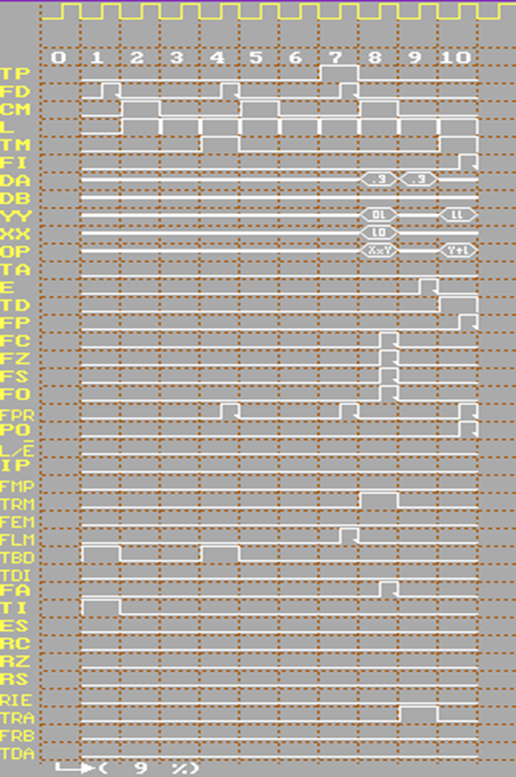 0 1 2 3 4 5 6 7 8 9 10
TP
FD
CM
L
TM
FI
DA .3 .3
DB
YY OL LL
XX LO
OP X×Y Y+L
TA
E
TD
FP
FC
FZ
FS
FO
FPR
PO
L/E̅
IP
FMP
TRM
FEM
FLM
TBD
TDI
FA
TI
ES
RC
RZ
RS
RIE
TRA
FRB
TDA
( 9 %)